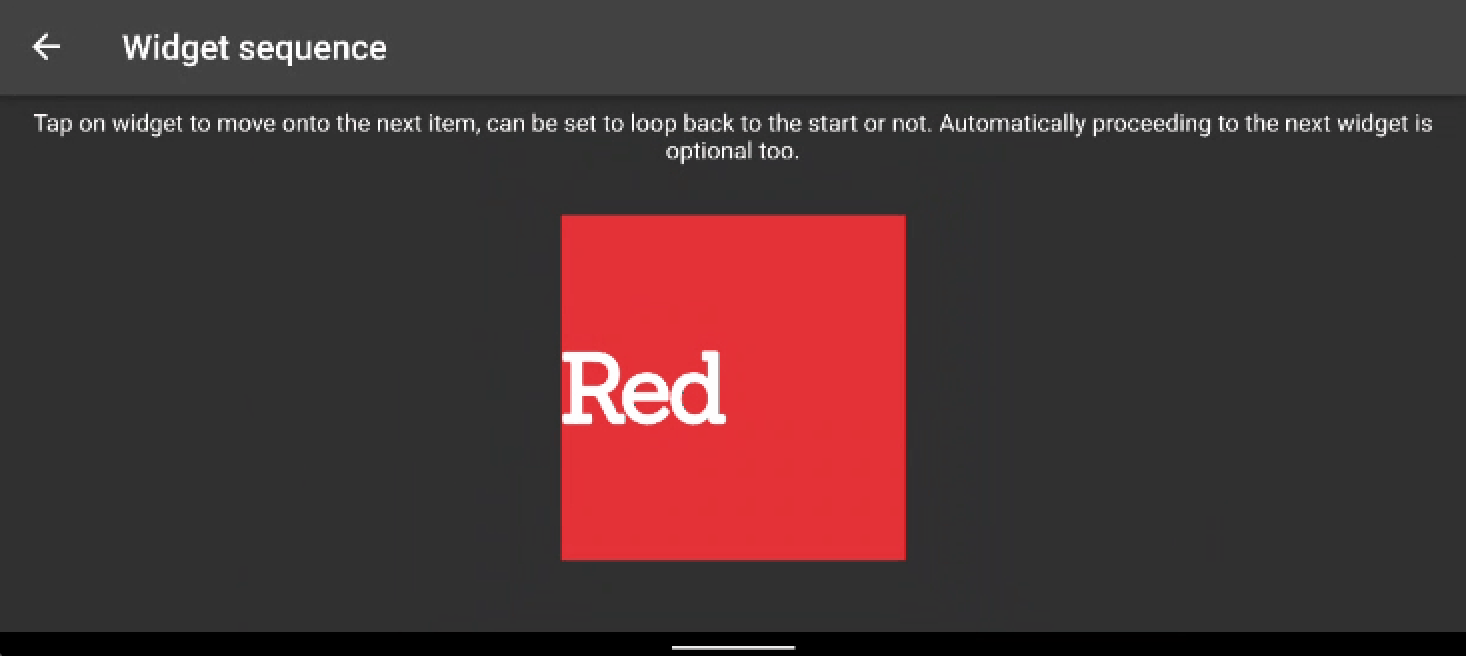 Widget sequence
Tap on widget to move onto the next item, can be set to loop back to the start or not. Automatically proceeding to the next widget is
optional too.
Red